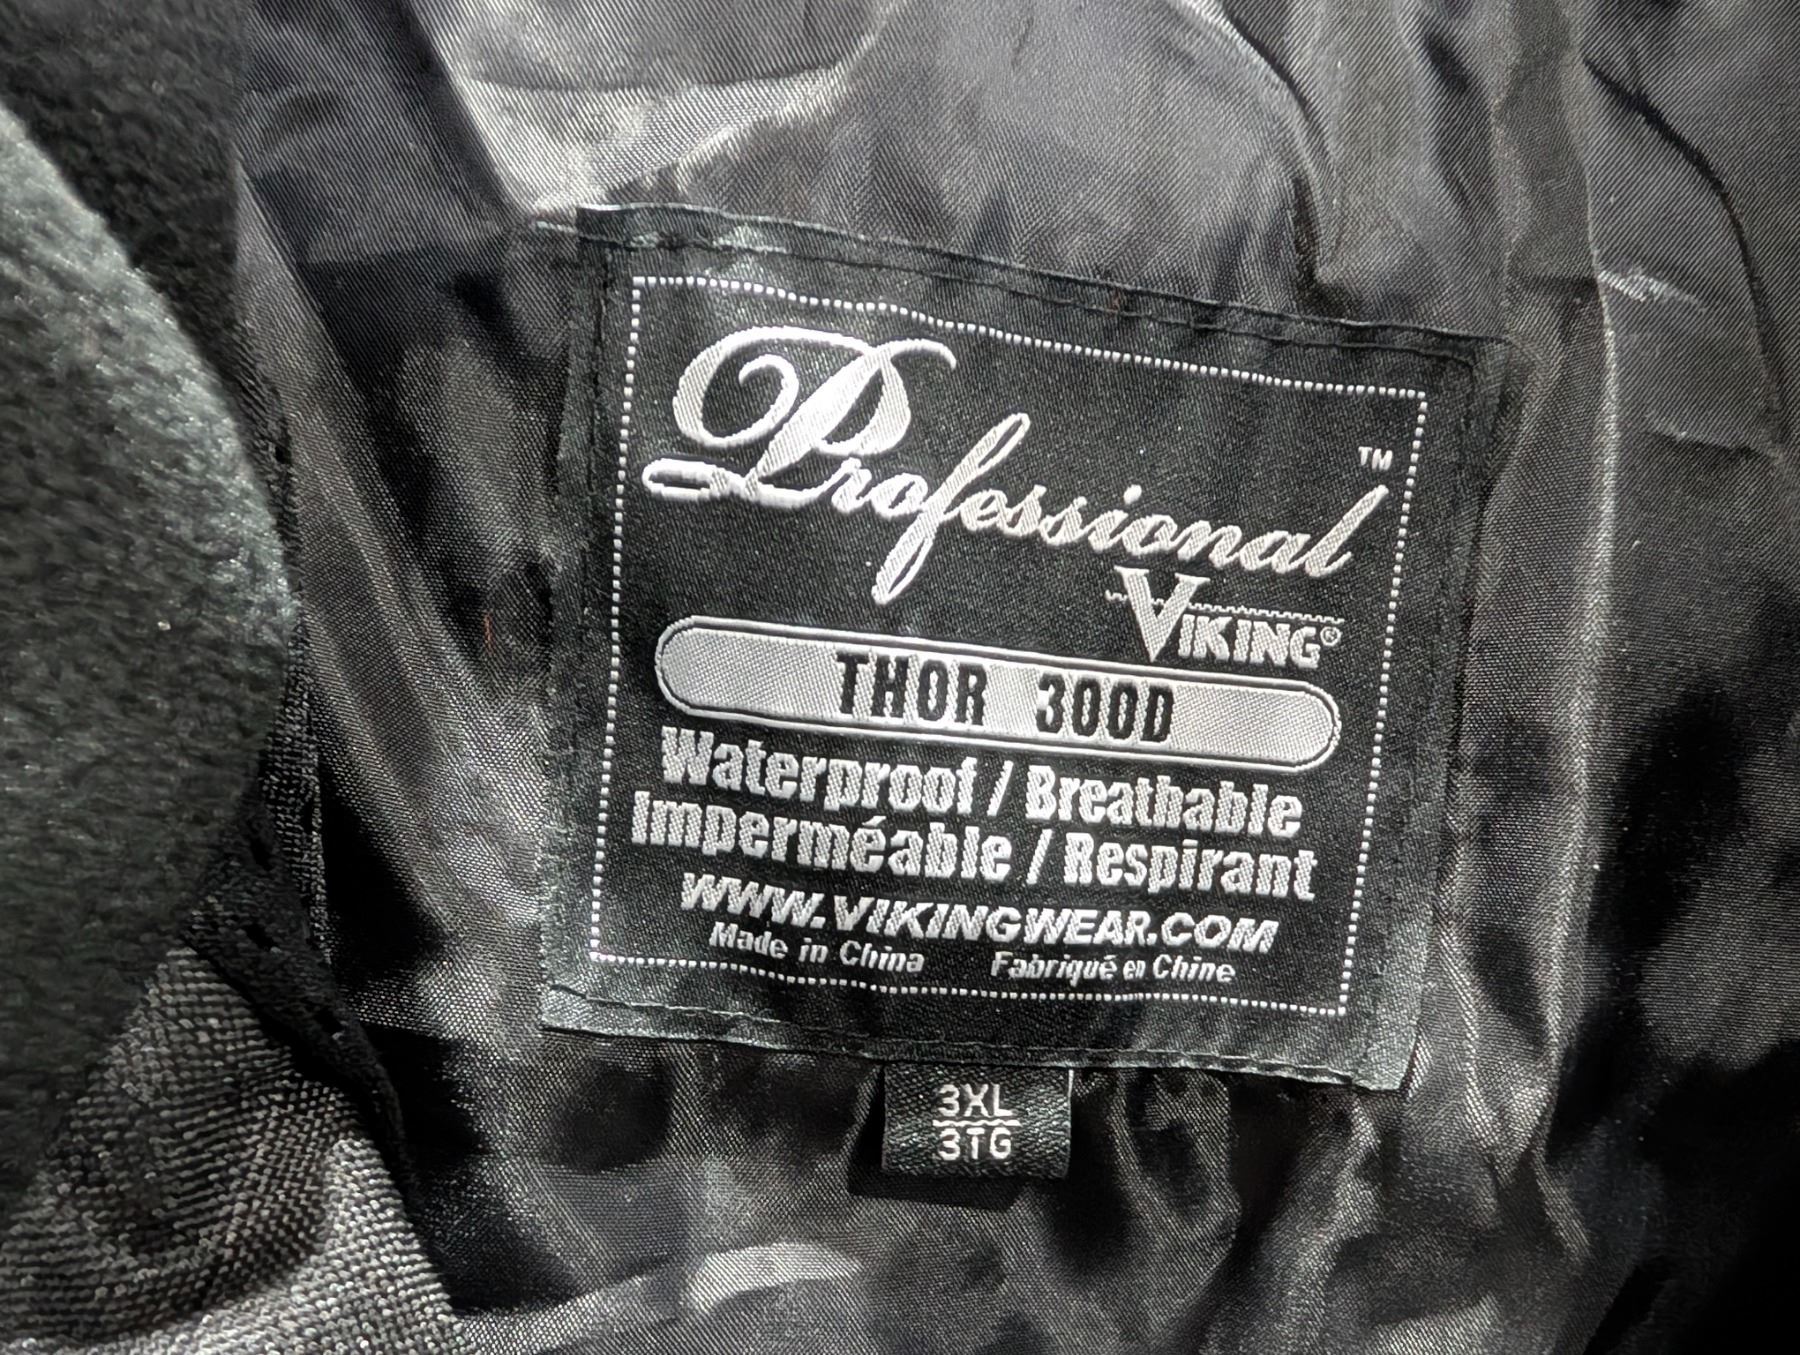 Professional™
VIKING®
THOR 300D
Waterproof / Breathable
Imperméable / Respirant
WWW.VIKINGWEAR.COM
Made in China Fabriqué en Chine
3XL
3TG